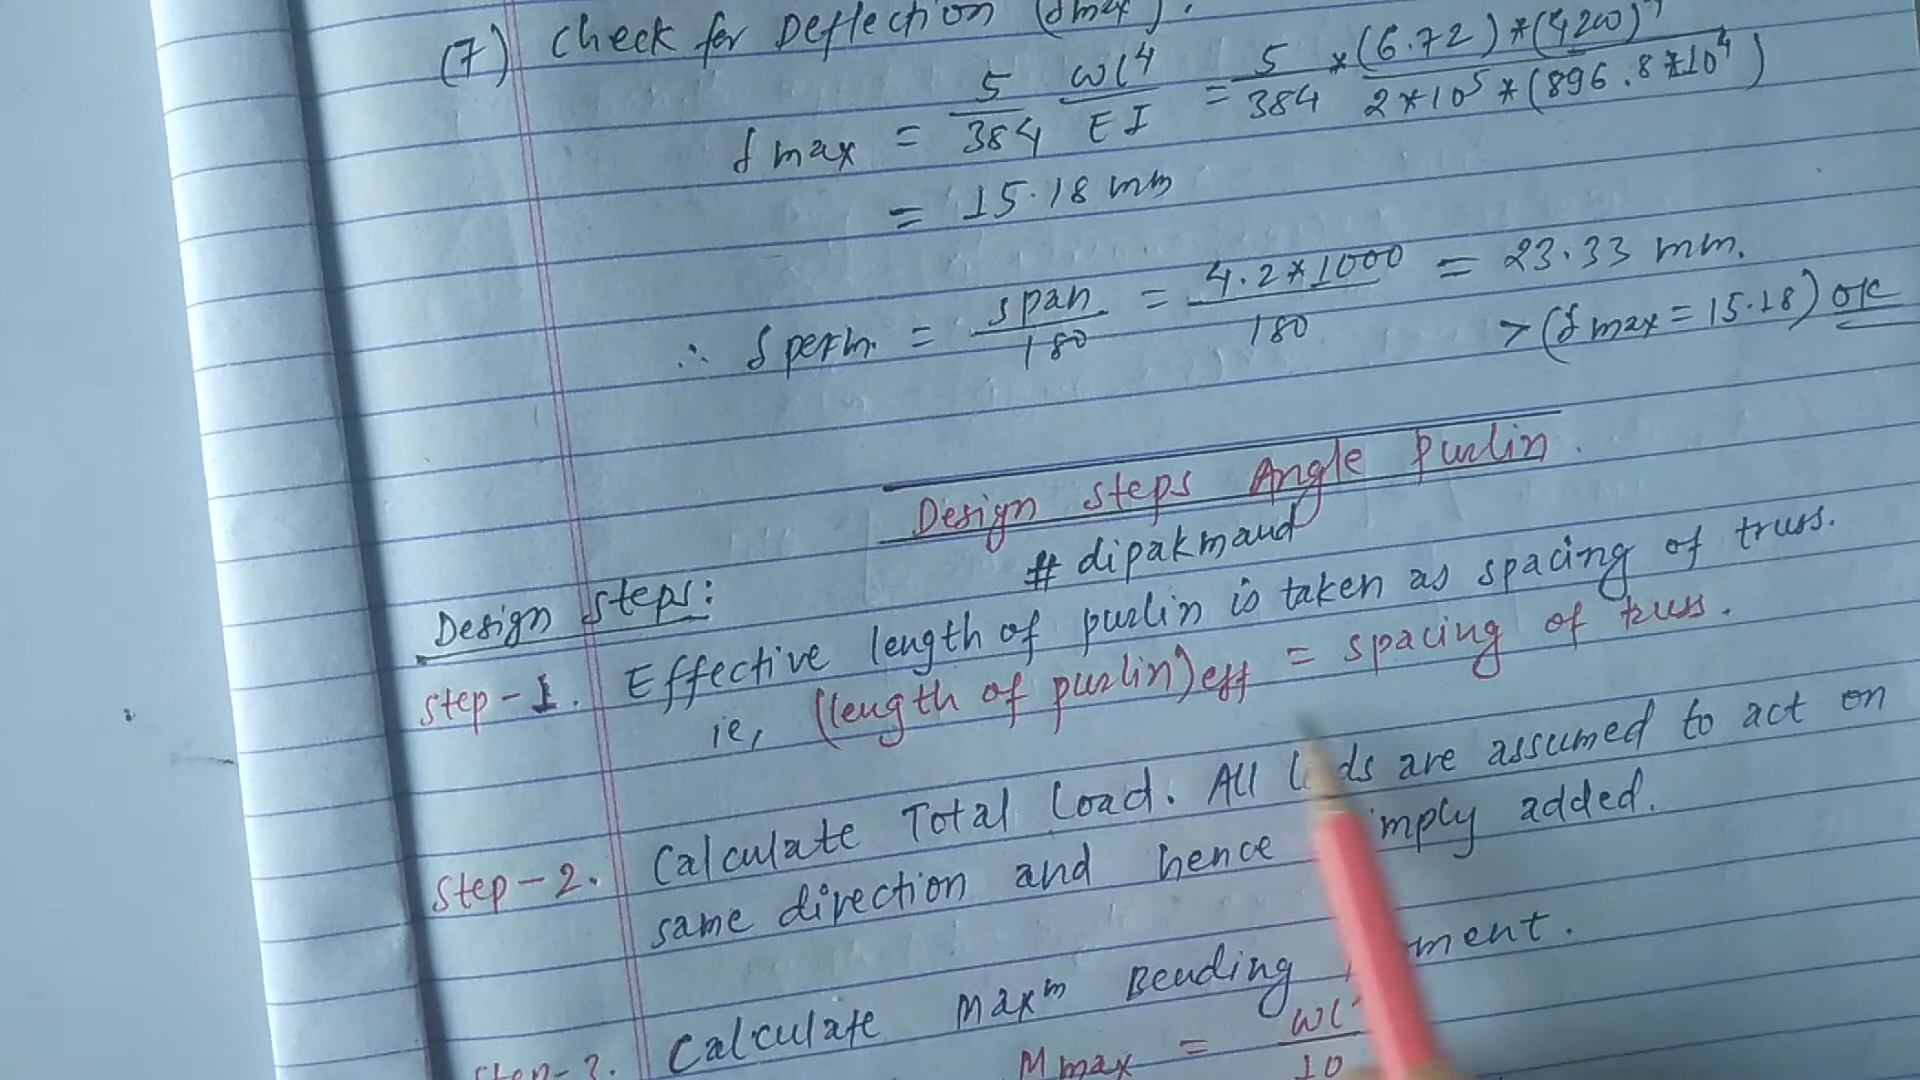 (7) Check for Deflection (δmax).
δmax = 5/384 wl⁴/EI = 5/384 * (6.72)*(4200)⁴ / 2*10⁵*(896.8*10⁴)
= 15.18 mm
∴ δperm. = span/180 = 4.2*1000/180 = 23.33 mm.
> (δmax = 15.18) OK
Design steps Angle Purlin.
# dipakmaud
Design steps:
step-1. Effective length of purlin is taken as spacing of truss.
ie, (length of purlin)eff = spacing of truss.
step-2. Calculate Total Load. All are assumed to act on
same direction and hence added.
step-3. Calculate Maxᵐ Bending
Mmax = wl/10